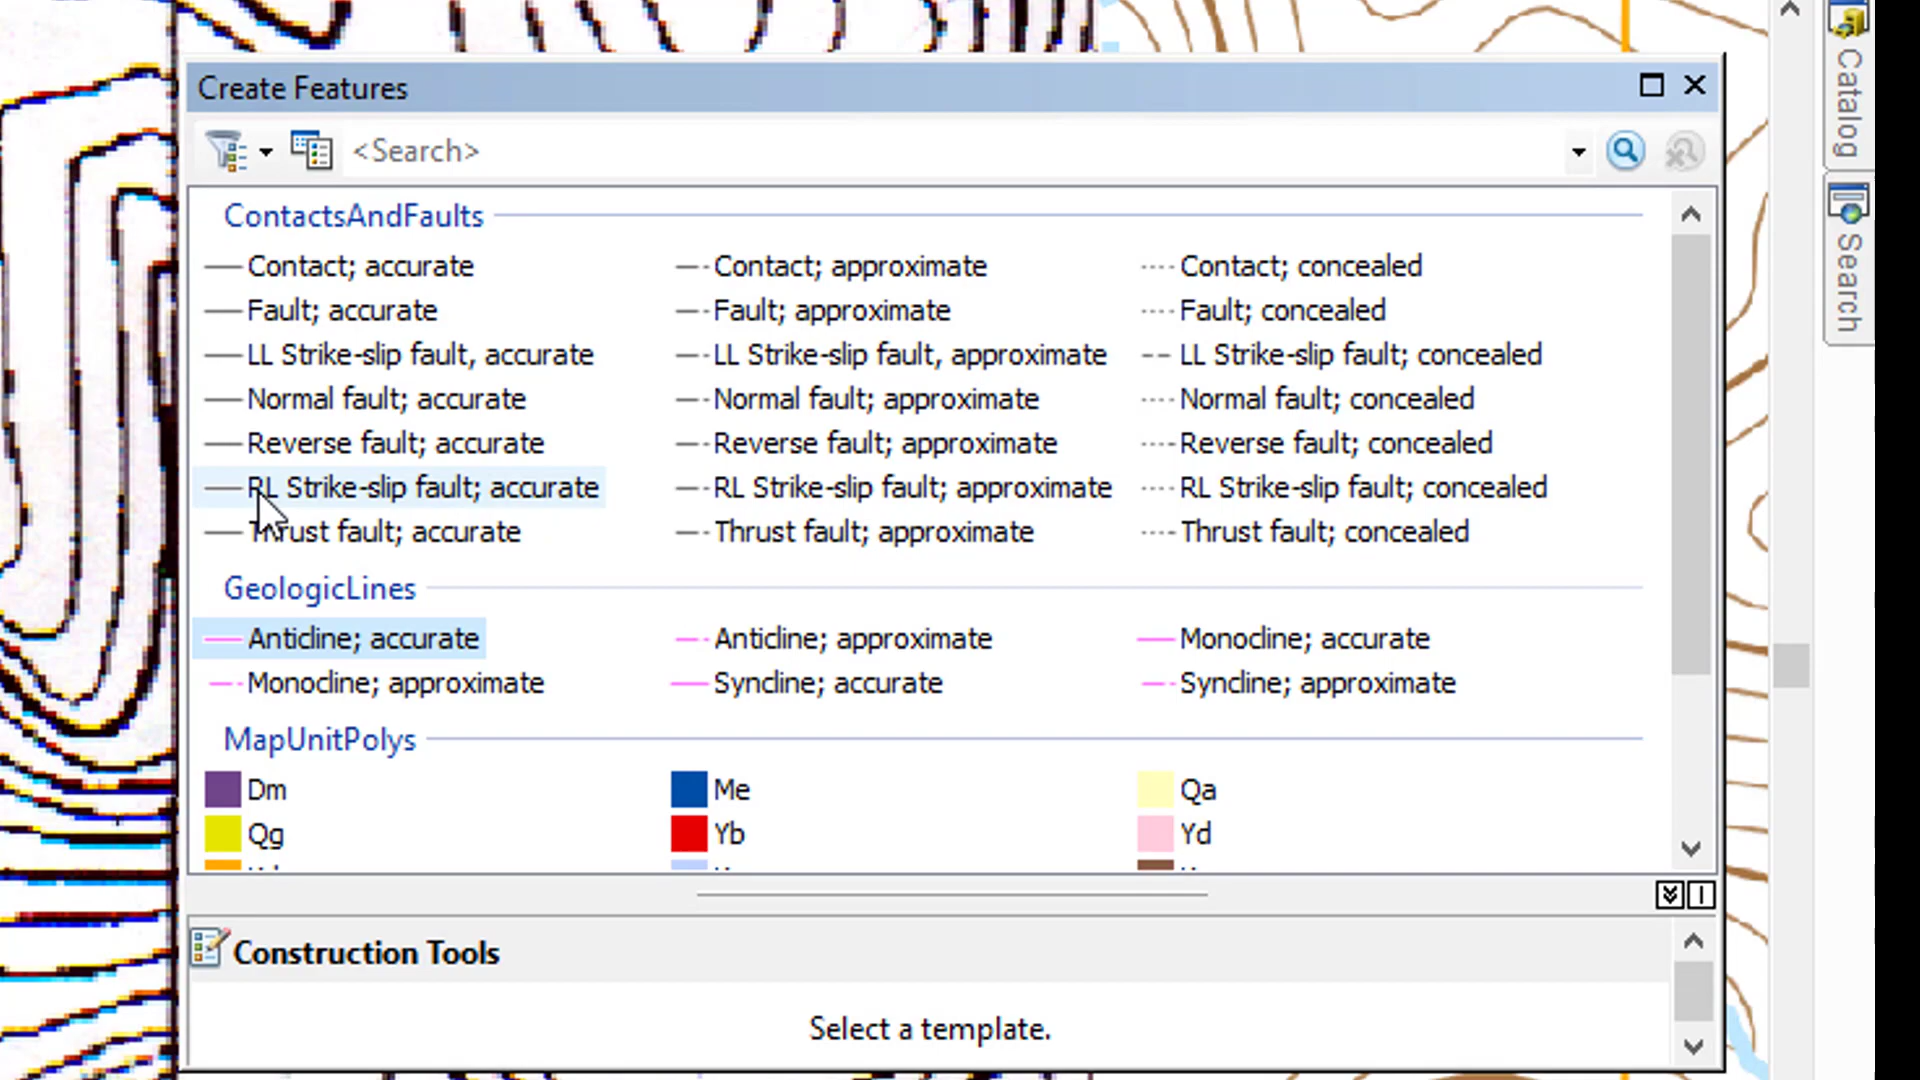 Create Features
<Search>
ContactsAndFaults
Contact; accurate
Contact; approximate
Contact; concealed
Fault; accurate
Fault; approximate
Fault; concealed
LL Strike-slip fault, accurate
LL Strike-slip fault, approximate
LL Strike-slip fault; concealed
Normal fault; accurate
Normal fault; approximate
Normal fault; concealed
Reverse fault; accurate
Reverse fault; approximate
Reverse fault; concealed
RL Strike-slip fault; accurate
RL Strike-slip fault; approximate
RL Strike-slip fault; concealed
Thrust fault; accurate
Thrust fault; approximate
Thrust fault; concealed
GeologicLines
Anticline; accurate
Anticline; approximate
Monocline; accurate
Monocline; approximate
Syncline; accurate
Syncline; approximate
MapUnitPolys
Dm
Me
Qa
Qg
Yb
Yd
Construction Tools
Select a template.
Catalog
Search